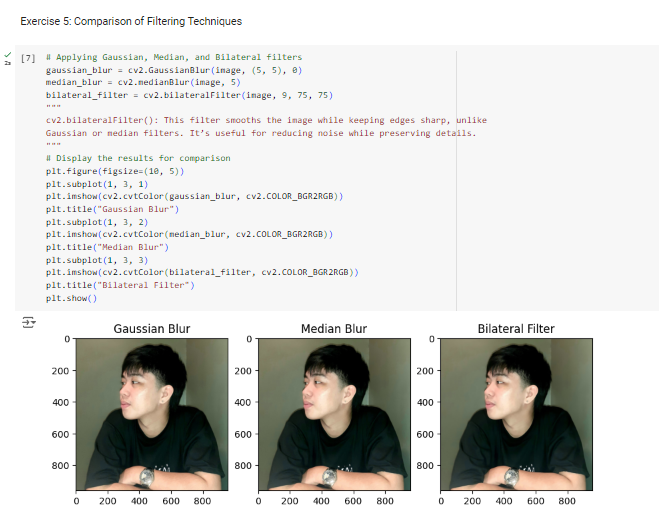 Exercise 5: Comparison of Filtering Techniques
[7] # Applying Gaussian, Median, and Bilateral filters
2s
gaussian_blur = cv2.GaussianBlur(image, (5, 5), 0)
median_blur = cv2.medianBlur(image, 5)
bilateral_filter = cv2.bilateralFilter(image, 9, 75, 75)
"""
cv2.bilateralFilter(): This filter smooths the image while keeping edges sharp, unlike
Gaussian or median filters. It’s useful for reducing noise while preserving details.
"""
# Display the results for comparison
plt.figure(figsize=(10, 5))
plt.subplot(1, 3, 1)
plt.imshow(cv2.cvtColor(gaussian_blur, cv2.COLOR_BGR2RGB))
plt.title("Gaussian Blur")
plt.subplot(1, 3, 2)
plt.imshow(cv2.cvtColor(median_blur, cv2.COLOR_BGR2RGB))
plt.title("Median Blur")
plt.subplot(1, 3, 3)
plt.imshow(cv2.cvtColor(bilateral_filter, cv2.COLOR_BGR2RGB))
plt.title("Bilateral Filter")
plt.show()
Gaussian Blur Median Blur Bilateral Filter
0 0 0
200 200 200
400 400 400
600 600 600
800 800 800
0 200 400 600 800 0 200 400 600 800 0 200 400 600 800